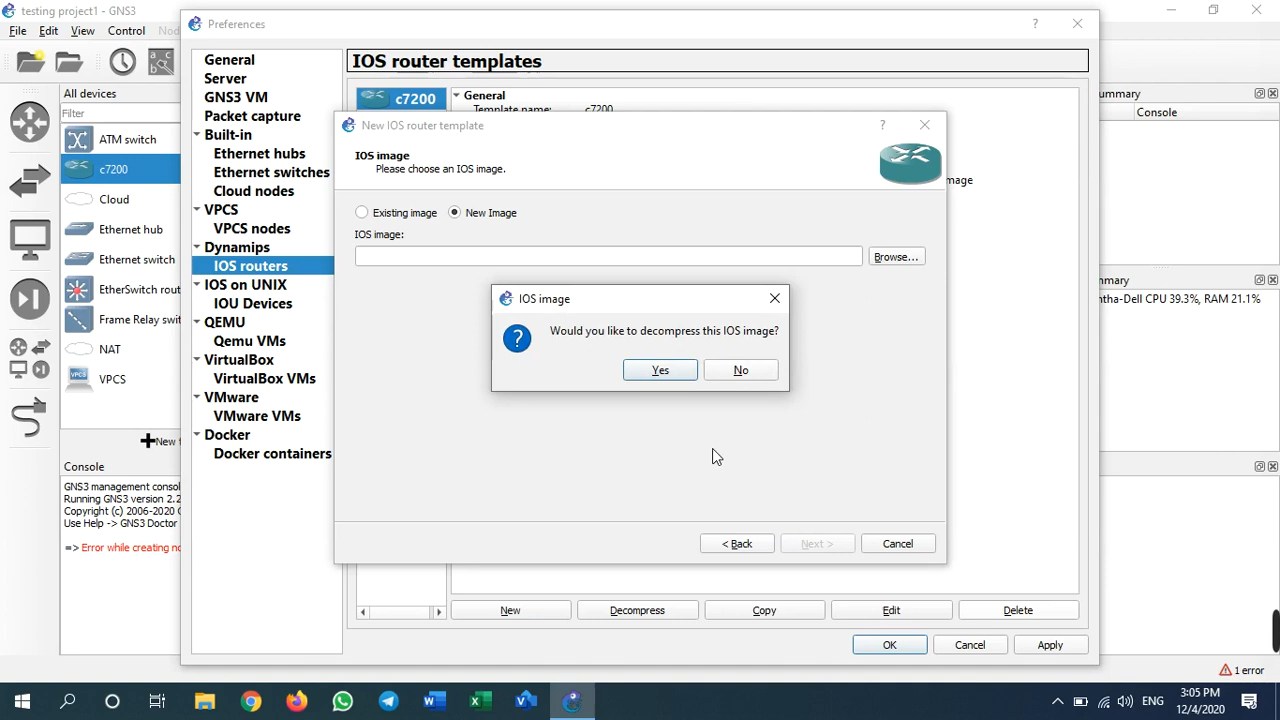 testing project1 - GNS3
File Edit View Control Nod
All devices
Filter
ATM switch
c7200
Cloud
Ethernet hub
Ethernet switch
EtherSwitch rout
Frame Relay swit
NAT
VPCS
New t
Console
GNS3 management consol
Running GNS3 version 2.2
Copyright (c) 2006-2020 G
Use Help -> GNS3 Doctor
=> Error while creating no
Preferences
General
Server
GNS3 VM
Packet capture
Built-in
Ethernet hubs
Ethernet switches
Cloud nodes
VPCS
VPCS nodes
Dynamips
IOS routers
IOS on UNIX
IOU Devices
QEMU
Qemu VMs
VirtualBox
VirtualBox VMs
VMware
VMware VMs
Docker
Docker containers
IOS router templates
c7200
General
Template name: c7200
mage
New IOS router template
IOS image
Please choose an IOS image.
Existing image New Image
IOS image:
Browse...
IOS image
Would you like to decompress this IOS image?
Yes No
< Back Next > Cancel
New Decompress Copy Edit Delete
OK Cancel Apply
ummary
Console
mmary
ntha-Dell CPU 39.3%, RAM 21.1%
1 error
ENG
3:05 PM
12/4/2020